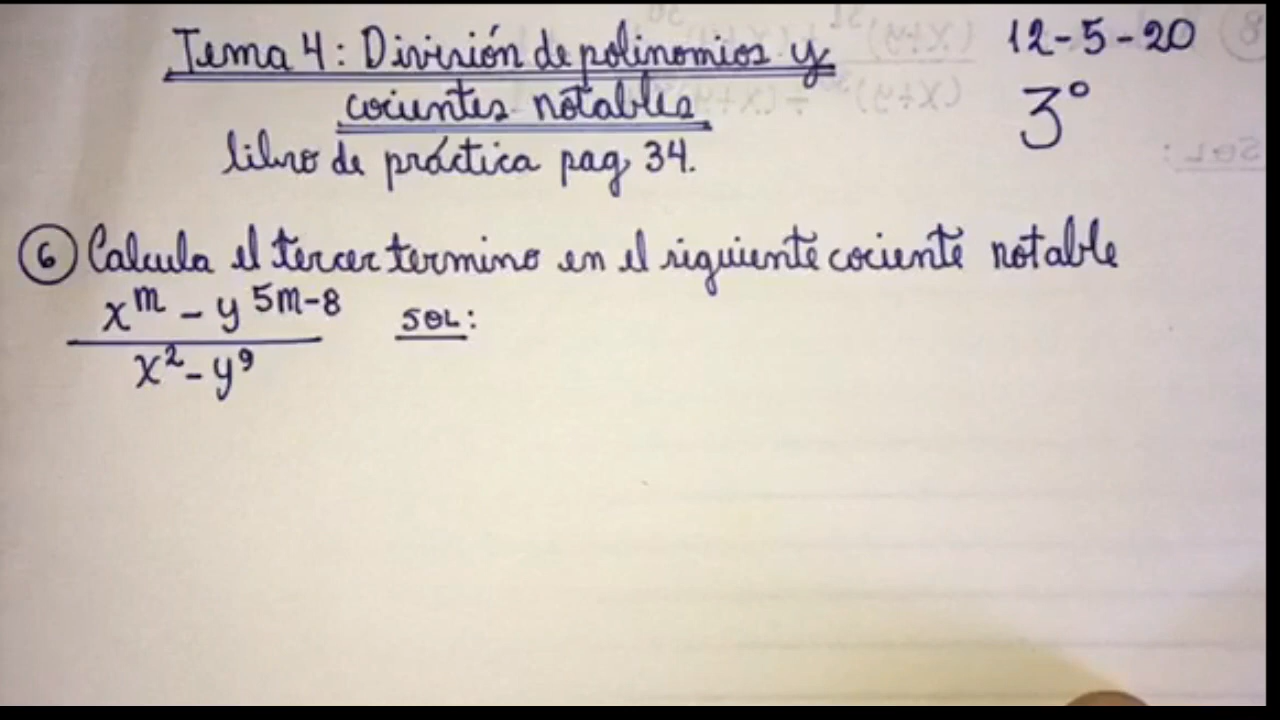 Tema 4: División de polinomios y
cocientes notables
12-5-20
3°
libro de práctica pag 34.
6 Calcula el tercer termino en el siguiente cociente notable
x^m - y^5m-8
x^2 - y^9
SOL: